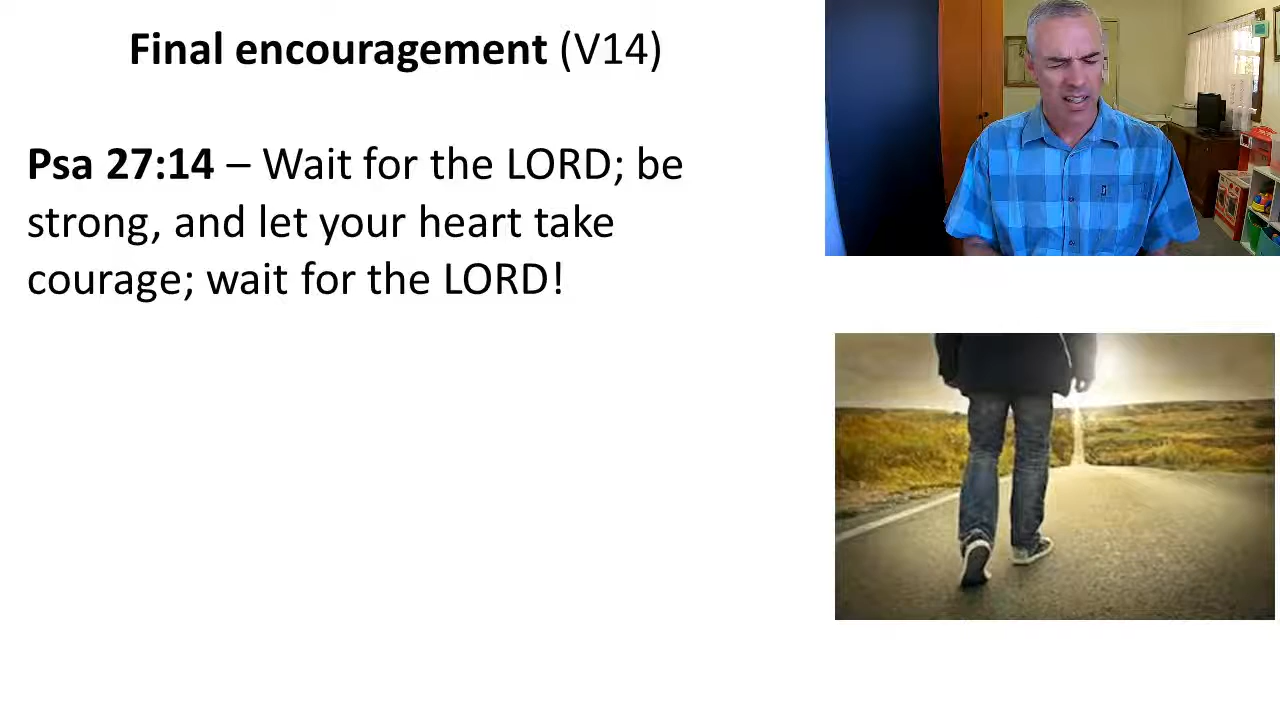 Final encouragement (V14)
Psa 27:14 – Wait for the LORD; be
strong, and let your heart take
courage; wait for the LORD!